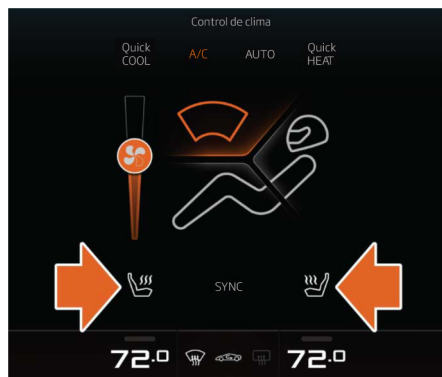 Control de clima
Quick
COOL
A/C
AUTO
Quick
HEAT
SYNC
72.0
72.0